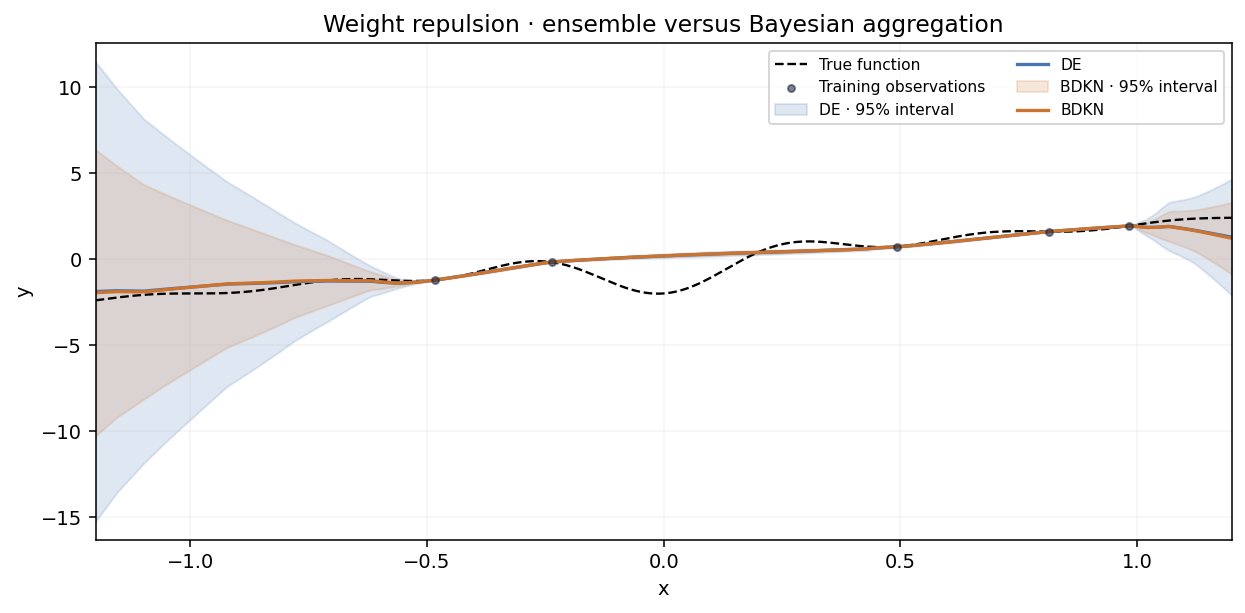 Weight repulsion · ensemble versus Bayesian aggregation
True function
Training observations
DE · 95% interval
DE
BDKN · 95% interval
BDKN
10
5
0
−5
−10
−15
y
−1.0
−0.5
0.0
0.5
1.0
x